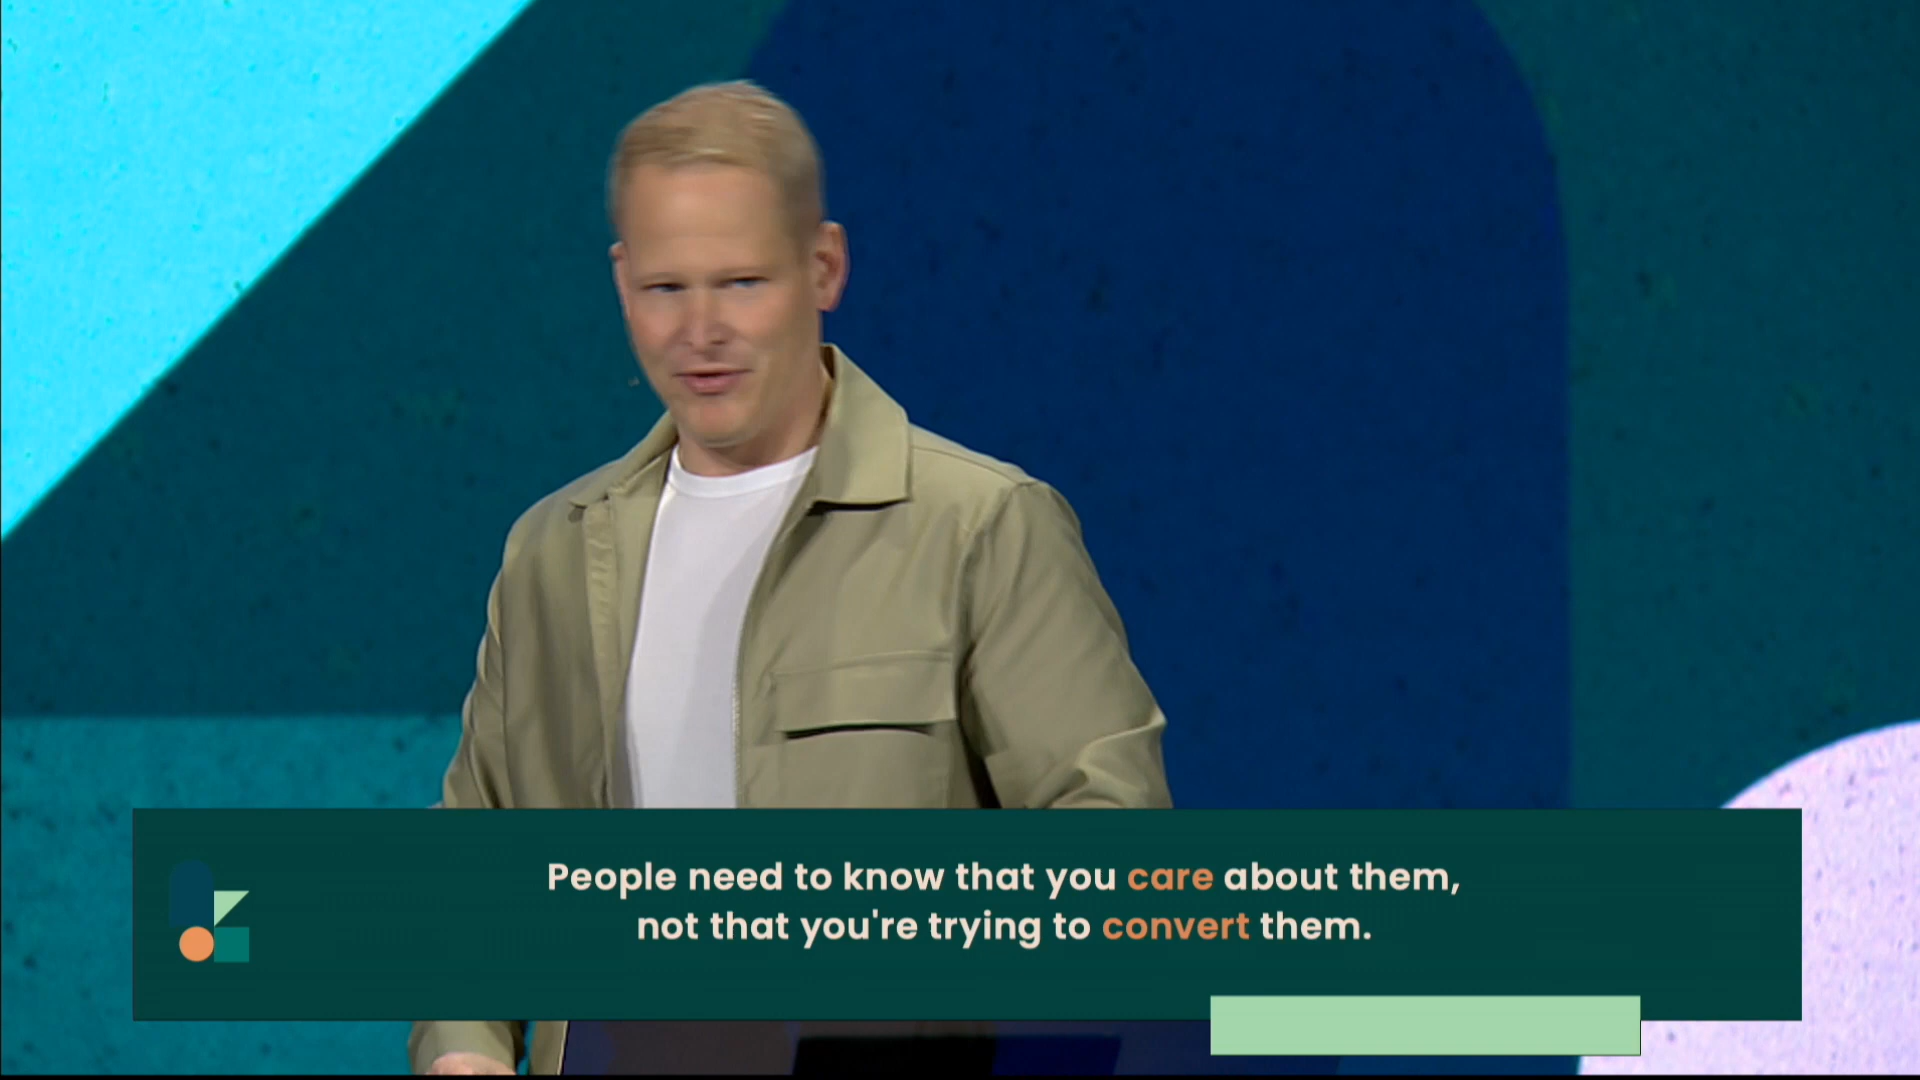 People need to know that you care about them,
not that you're trying to convert them.